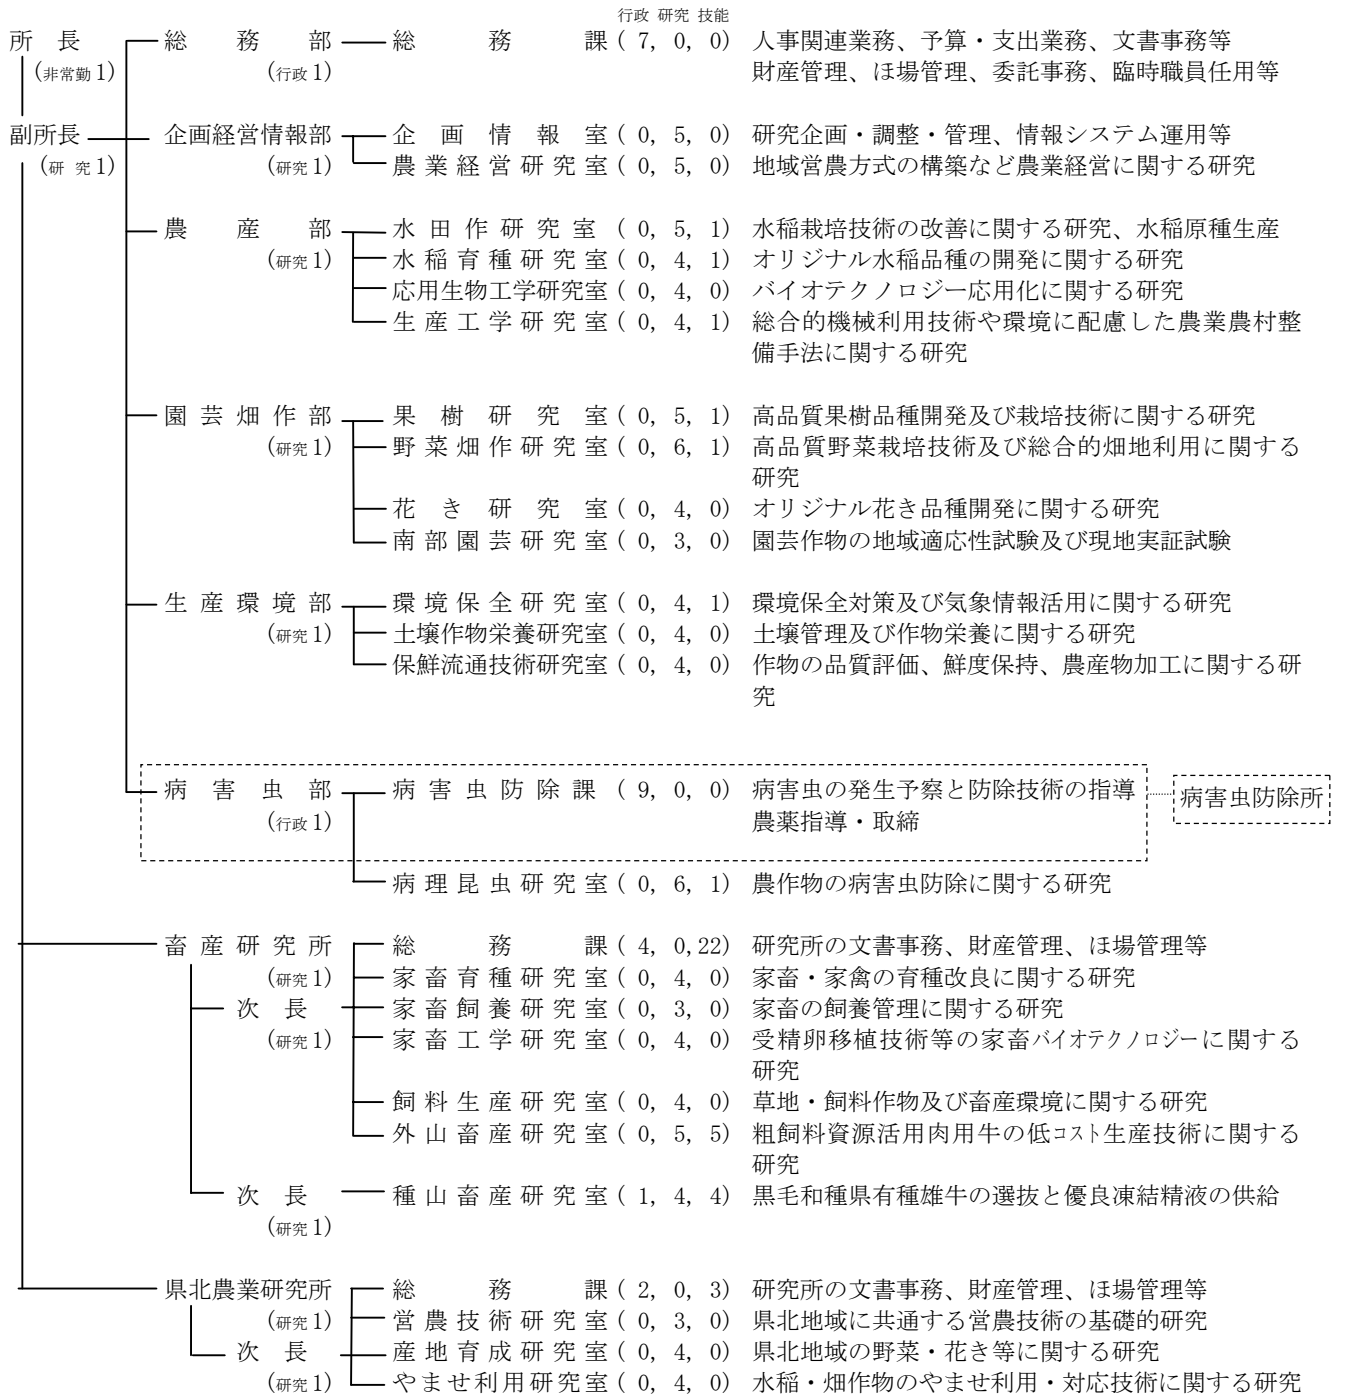 行政 研究 技能
所長 総務部 総務課 ( 7, 0, 0) 人事関連業務、予算・支出業務、文書事務等
(非常勤1) (行政1) 財産管理、ほ場管理、委託事務、臨時職員任用等
副所長 企画経営情報部 企画情報室 ( 0, 5, 0) 研究企画・調整・管理、情報システム運用等
(研究1) (研究1) 農業経営研究室 ( 0, 5, 0) 地域営農方式の構築など農業経営に関する研究
農産部 水田作研究室 ( 0, 5, 1) 水稲栽培技術の改善に関する研究、水稲原種生産
(研究1) 水稲育種研究室 ( 0, 4, 1) オリジナル水稲品種の開発に関する研究
応用生物工学研究室 ( 0, 4, 0) バイオテクノロジー応用化に関する研究
生産工学研究室 ( 0, 4, 1) 総合的機械利用技術や環境に配慮した農業農村整
備手法に関する研究
園芸畑作部 果樹研究室 ( 0, 5, 1) 高品質果樹品種開発及び栽培技術に関する研究
(研究1) 野菜畑作研究室 ( 0, 6, 1) 高品質野菜栽培技術及び総合的畑地利用に関する
研究
花き研究室 ( 0, 4, 0) オリジナル花き品種開発に関する研究
南部園芸研究室 ( 0, 3, 0) 園芸作物の地域適応性試験及び現地実証試験
生産環境部 環境保全研究室 ( 0, 4, 1) 環境保全対策及び気象情報活用に関する研究
(研究1) 土壌作物栄養研究室 ( 0, 4, 0) 土壌管理及び作物栄養に関する研究
保鮮流通技術研究室 ( 0, 4, 0) 作物の品質評価、鮮度保持、農産物加工に関する研
究
病害虫部 病害虫防除課 ( 9, 0, 0) 病害虫の発生予察と防除技術の指導 病害虫防除所
(行政1) 農薬指導・取締
病理昆虫研究室 ( 0, 6, 1) 農作物の病害虫防除に関する研究
畜産研究所 総務課 ( 4, 0,22) 研究所の文書事務、財産管理、ほ場管理等
(研究1) 家畜育種研究室 ( 0, 4, 0) 家畜・家禽の育種改良に関する研究
次長 家畜飼養研究室 ( 0, 3, 0) 家畜の飼養管理に関する研究
(研究1) 家畜工学研究室 ( 0, 4, 0) 受精卵移植技術等の家畜バイオテクノロジーに関する
研究
飼料生産研究室 ( 0, 4, 0) 草地・飼料作物及び畜産環境に関する研究
外山畜産研究室 ( 0, 5, 5) 粗飼料資源活用肉用牛の低コスト生産技術に関する
研究
次長 種山畜産研究室 ( 1, 4, 4) 黒毛和種県有種雄牛の選抜と優良凍結精液の供給
(研究1)
県北農業研究所 総務課 ( 2, 0, 3) 研究所の文書事務、財産管理、ほ場管理等
(研究1) 営農技術研究室 ( 0, 3, 0) 県北地域に共通する営農技術の基礎的研究
次長 産地育成研究室 ( 0, 4, 0) 県北地域の野菜・花き等に関する研究
(研究1) やませ利用研究室 ( 0, 4, 0) 水稲・畑作物のやませ利用・対応技術に関する研究